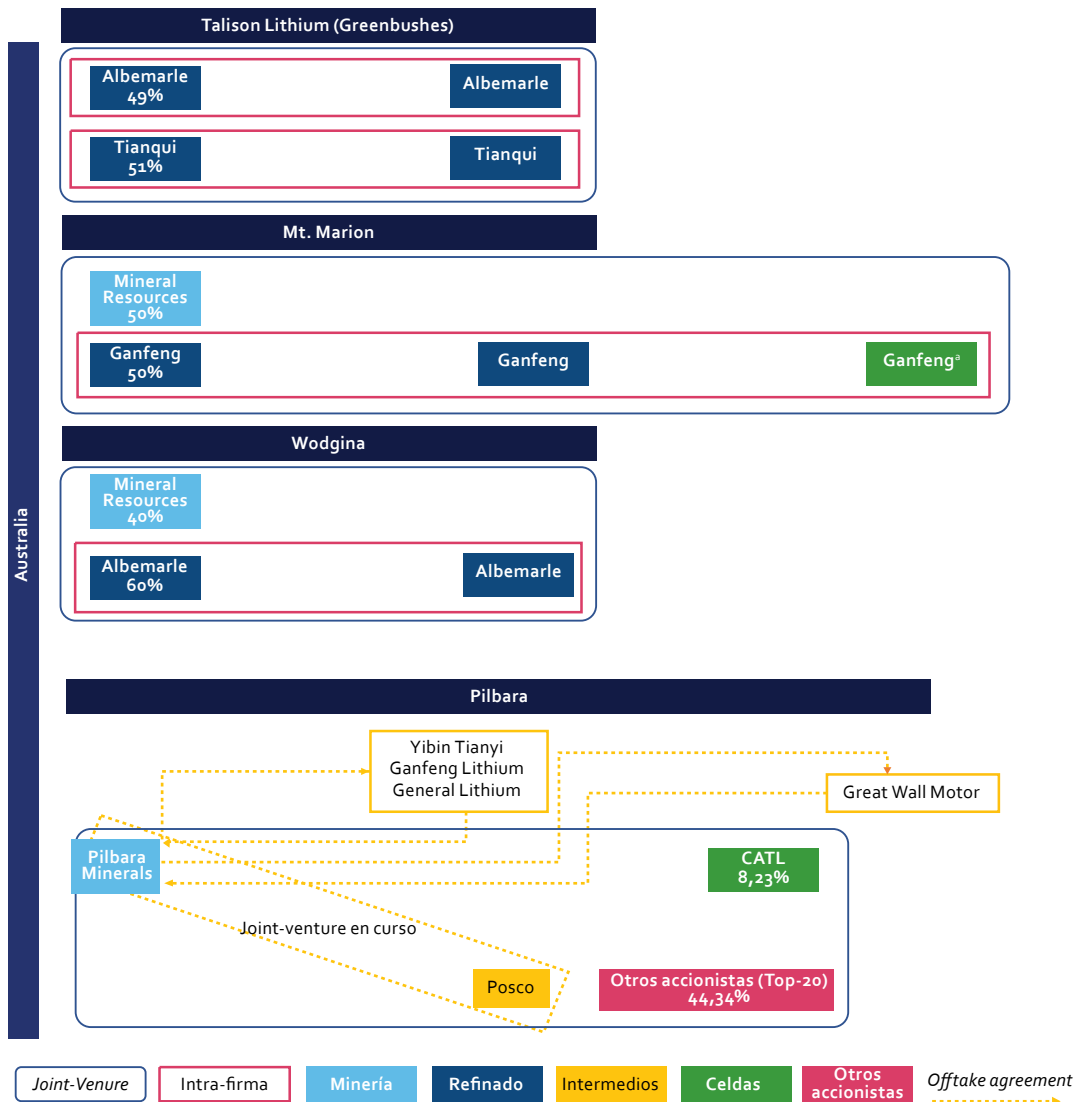 Talison Lithium (Greenbushes)
Australia
Albemarle
49%
Albemarle
Tianqui
51%
Tianqui
Mt. Marion
Mineral
Resources
50%
Ganfeng
50%
Ganfeng
Ganfengª
Wodgina
Mineral
Resources
40%
Albemarle
60%
Albemarle
Pilbara
Yibin Tianyi
Ganfeng Lithium
General Lithium
Great Wall Motor
Pilbara
Minerals
CATL
8,23%
Joint-venture en curso
Posco
Otros accionistas (Top-20)
44,34%
Joint-Venure
Intra-firma
Minería
Refinado
Intermedios
Celdas
Otros
accionistas
Offtake agreement